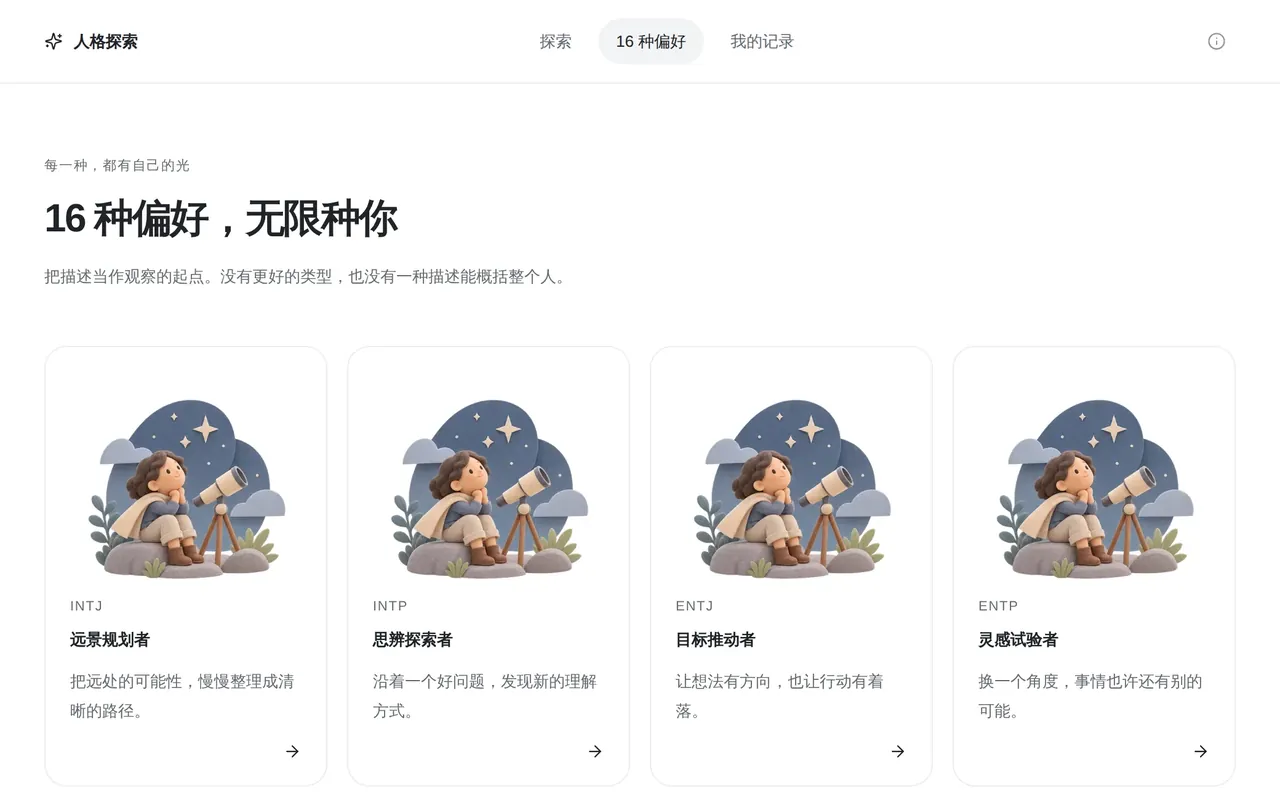 人格探索
探索
16 种偏好
我的记录
每一种，都有自己的光
16 种偏好，无限种你
把描述当作观察的起点。没有更好的类型，也没有一种描述能概括整个人。
INTJ
远景规划者
把远处的可能性，慢慢整理成清
晰的路径。
INTP
思辨探索者
沿着一个好问题，发现新的理解
方式。
ENTJ
目标推动者
让想法有方向，也让行动有着
落。
ENTP
灵感试验者
换一个角度，事情也许还有别的
可能。